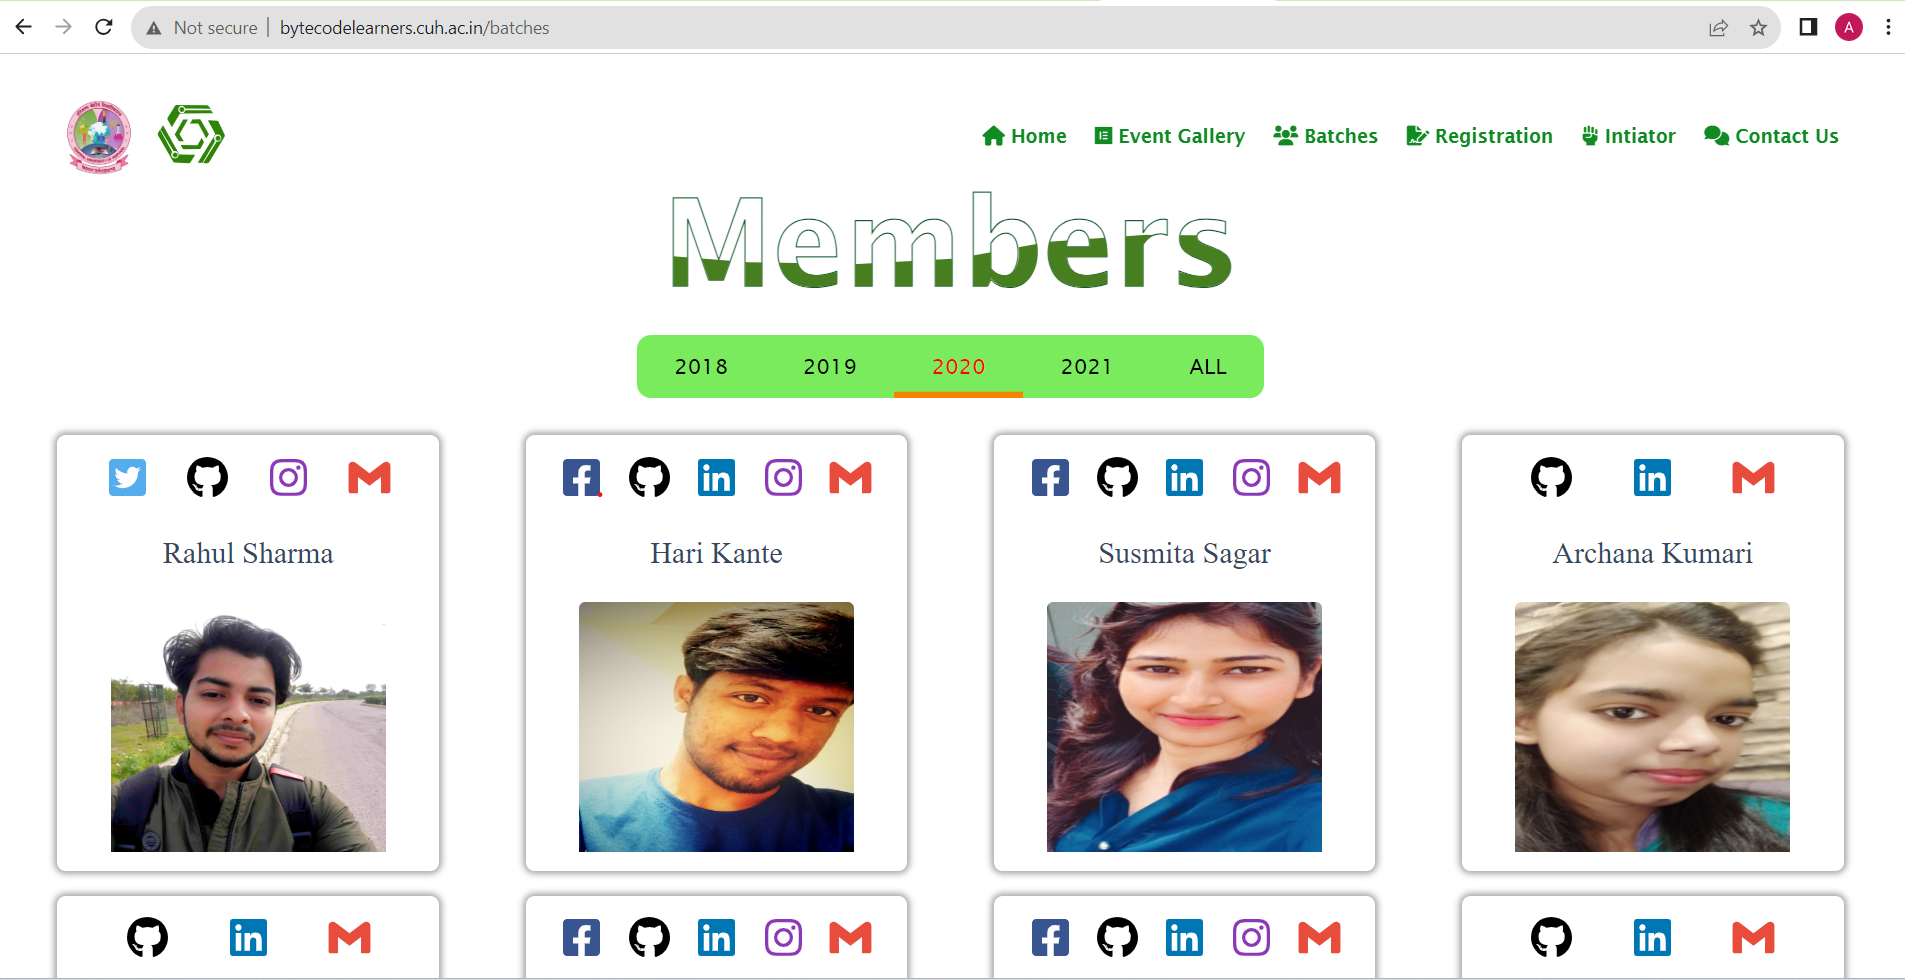 Not secure | bytecodelearners.cuh.ac.in/batches
A
Home Event Gallery Batches Registration Intiator Contact Us
Members
2018 2019 2020 2021 ALL
Rahul Sharma Hari Kante Susmita Sagar Archana Kumari